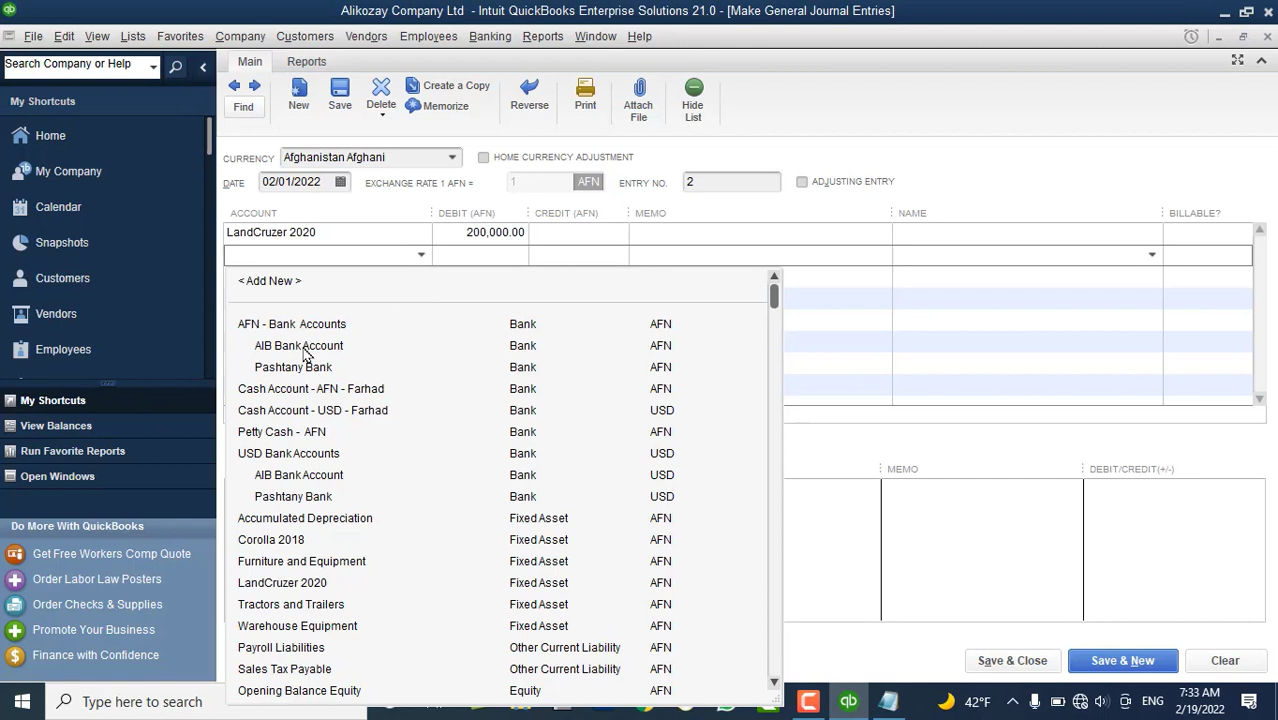 Alikozay Company Ltd - Intuit QuickBooks Enterprise Solutions 21.0 - [Make General Journal Entries]
File Edit View Lists Favorites Company Customers Vendors Employees Banking Reports Window Help
Search Company or Help
My Shortcuts
Home
My Company
Calendar
Snapshots
Customers
Vendors
Employees
My Shortcuts
View Balances
Run Favorite Reports
Open Windows
Do More With QuickBooks
Get Free Workers Comp Quote
Order Labor Law Posters
Order Checks & Supplies
Promote Your Business
Finance with Confidence
Main Reports
Find
New
Save
Delete
Create a Copy
Memorize
Reverse
Print
Attach
File
Hide
List
CURRENCY Afghanistan Afghani HOME CURRENCY ADJUSTMENT
DATE 02/01/2022 EXCHANGE RATE 1 AFN = 1 AFN ENTRY NO. 2 ADJUSTING ENTRY
ACCOUNT DEBIT (AFN) CREDIT (AFN) MEMO NAME BILLABLE?
LandCruzer 2020 200,000.00
< Add New >
AFN - Bank Accounts Bank AFN
AIB Bank Account Bank AFN
Pashtany Bank Bank AFN
Cash Account - AFN - Farhad Bank AFN
Cash Account - USD - Farhad Bank USD
Petty Cash - AFN Bank AFN
USD Bank Accounts Bank USD
AIB Bank Account Bank USD
Pashtany Bank Bank USD
Accumulated Depreciation Fixed Asset AFN
Corolla 2018 Fixed Asset AFN
Furniture and Equipment Fixed Asset AFN
LandCruzer 2020 Fixed Asset AFN
Tractors and Trailers Fixed Asset AFN
Warehouse Equipment Fixed Asset AFN
Payroll Liabilities Other Current Liability AFN
Sales Tax Payable Other Current Liability AFN
Opening Balance Equity Equity AFN
MEMO DEBIT/CREDIT(+/-)
Save & Close Save & New Clear
Type here to search
42°F ENG
7:33 AM
2/19/2022